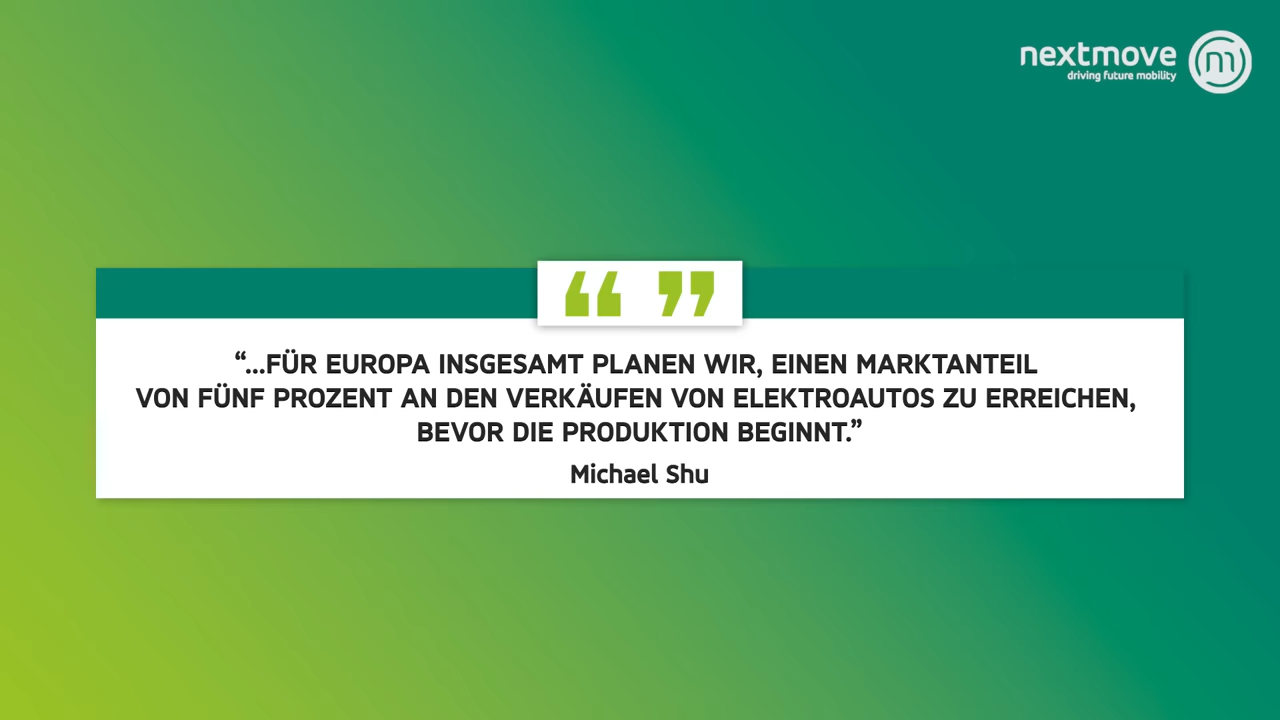 nextmove
driving future mobility
“...FÜR EUROPA INSGESAMT PLANEN WIR, EINEN MARKTANTEIL
VON FÜNF PROZENT AN DEN VERKÄUFEN VON ELEKTROAUTOS ZU ERREICHEN,
BEVOR DIE PRODUKTION BEGINNT.”
Michael Shu